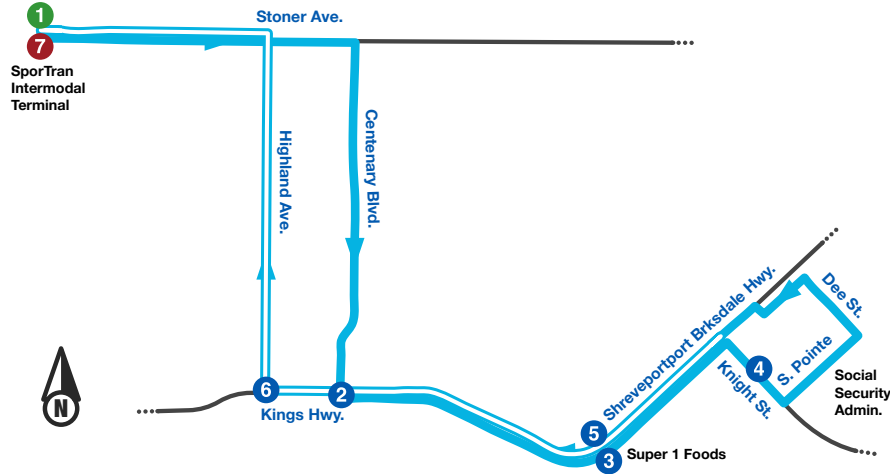 1
Stoner Ave.
7
SporTran
Intermodal
Terminal
Highland Ave.
Centenary Blvd.
Shreveportport Brksdale Hwy.
Dee St.
S. Pointe
Knight St.
4
Social
Security
Admin.
6
2
Kings Hwy.
N
5
3
Super 1 Foods